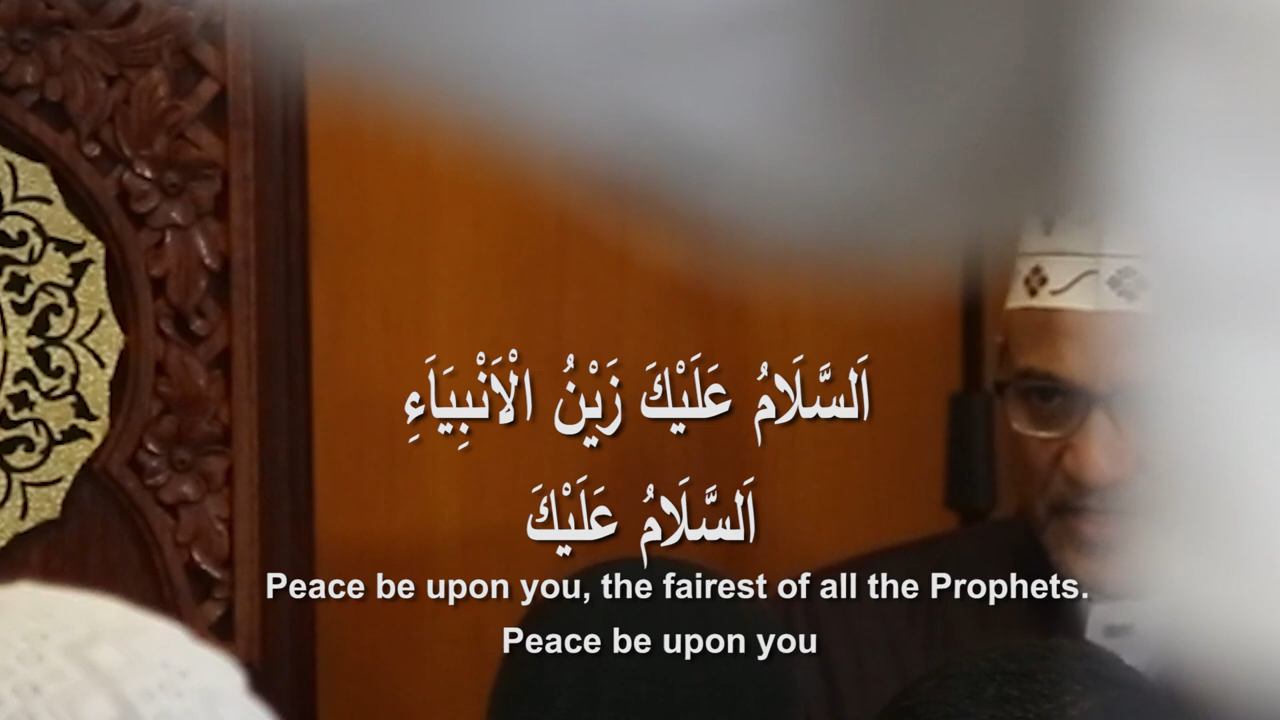 اَلسَّلَامُ عَلَيْكَ زَيْنُ الْاَنْبِيَاَءِ
اَلسَّلَامُ عَلَيْكَ
Peace be upon you, the fairest of all the Prophets.
Peace be upon you